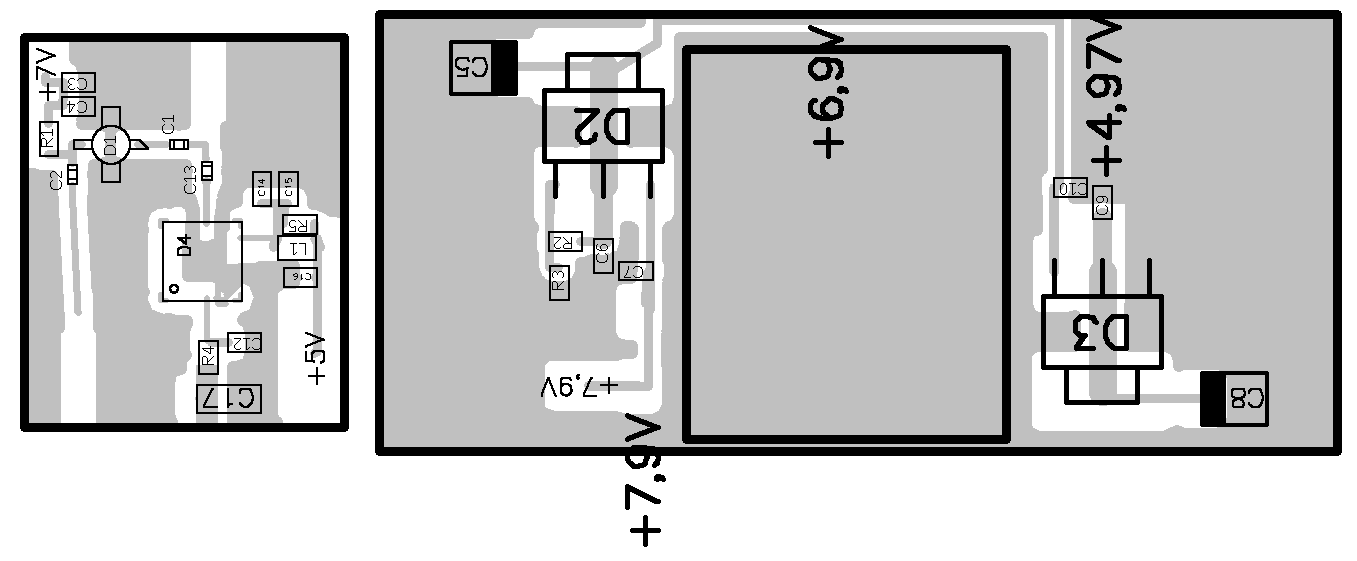 +7V
C3
C4
R1
D1
C1
C2
C13
C14
C15
D4
R5
L1
C16
R4
C12
+5V
C17
C5
D2
+6,9V
+4,97V
C10
C9
R2
C6
R3
C7
D3
+7,9V
C8
+7,9V